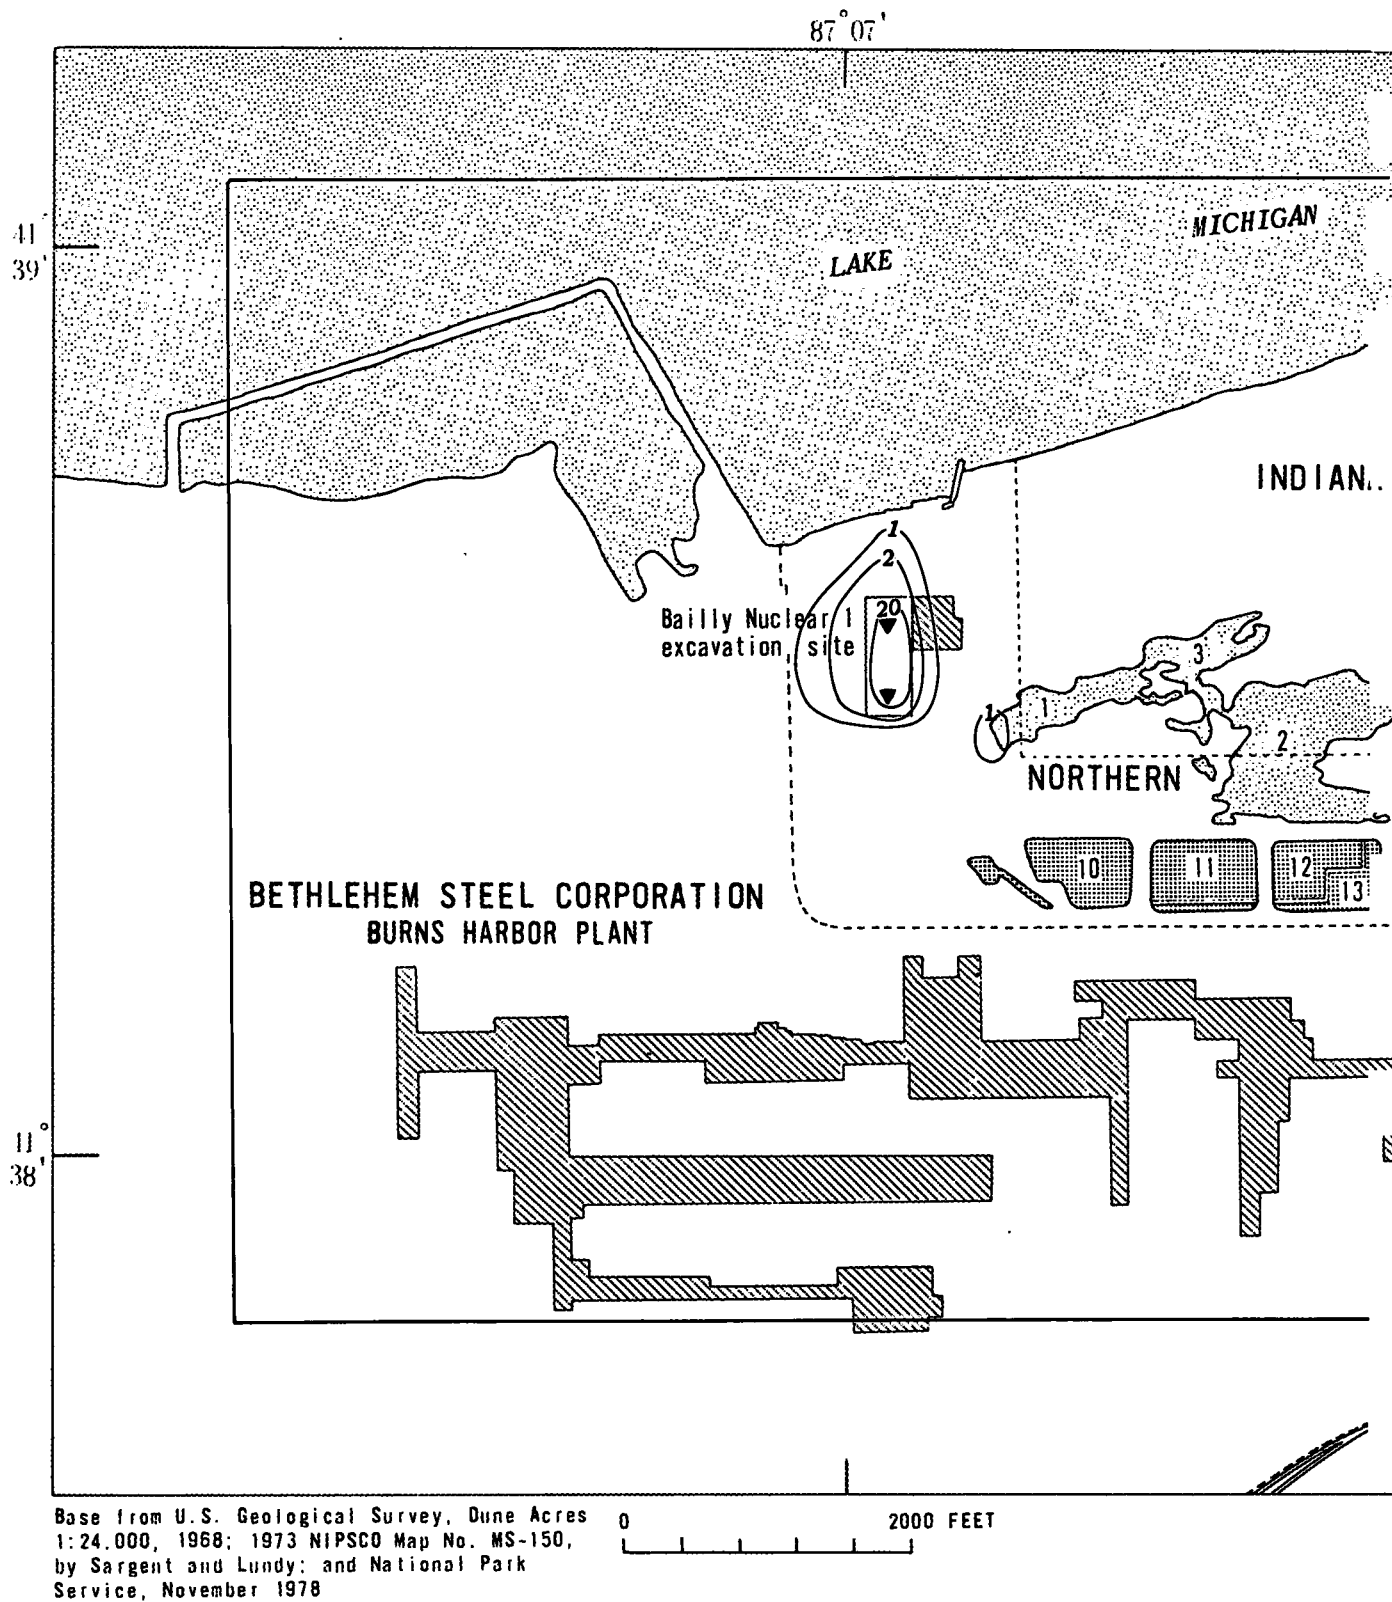 87°07'
41
39'
MICHIGAN
LAKE
INDIAN
1
2
20
Bailly Nuclear 1
excavation site
3
1
1
2
NORTHERN
10
11
12
13
BETHLEHEM STEEL CORPORATION
BURNS HARBOR PLANT
11°
38'
Base from U.S. Geological Survey, Dune Acres
1:24.000, 1968; 1973 NIPSCO Map No. MS-150,
by Sargent and Lundy; and National Park
Service, November 1978
0 2000 FEET